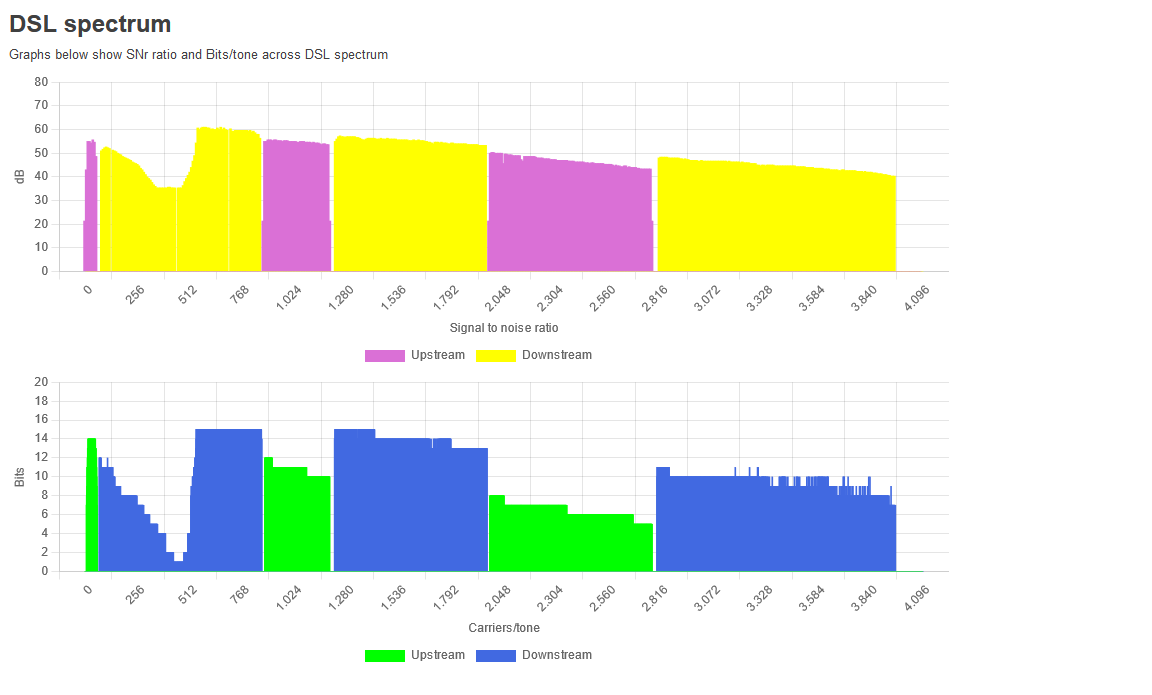 DSL spectrum
Graphs below show SNr ratio and Bits/tone across DSL spectrum
80
70
60
50
40
30
20
10
0
dB
0 256 512 768 1.024 1.280 1.536 1.792 2.048 2.304 2.560 2.816 3.072 3.328 3.584 3.840 4.096
Signal to noise ratio
Upstream Downstream
20
18
16
14
12
10
8
6
4
2
0
Bits
0 256 512 768 1.024 1.280 1.536 1.792 2.048 2.304 2.560 2.816 3.072 3.328 3.584 3.840 4.096
Carriers/tone
Upstream Downstream